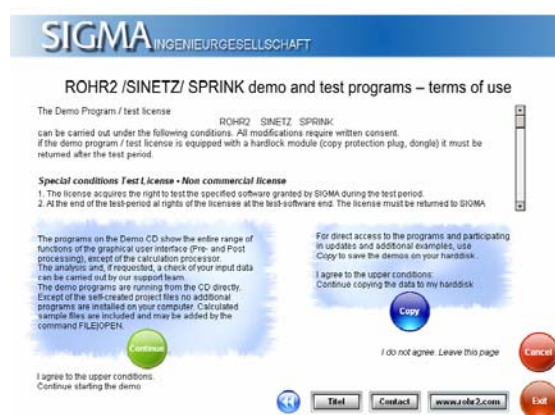 SIGMA INGENIEURGESELLSCHAFT
ROHR2 /SINETZ/ SPRINK demo and test programs – terms of use
The Demo Program / test license
ROHR2 SINETZ SPRINK
can be carried out under the following conditions. All modifications require written consent.
if the demo program / test license is equipped with a hardlock module (copy protection plug, dongle) it must be
returned after the test period.
Special conditions Test License - Non commercial license
1. The license acquires the right to test the specified software granted by SIGMA during the test period.
2. At the end of the test-period al rights of the licensee at the test-software end. The license must be returned to SIGMA
The programs on the Demo CD show the entire range of
functions of the graphical user interface (Pre- and Post
processing), except of the calculation processor.
The analysis and, if requested, a check of your input data
can be carried out by our support team.
The demo programs are running from the CD directly.
Except of the self-created project files no additional
programs are installed on your computer. Calculated
sample files are included and may be added by the
command FILE|OPEN.
Continue
I agree to the upper conditions.
Continue starting the demo
For direct access to the programs and participating
in updates and additional examples, use
Copy to save the demos on your harddisk .
I agree to the upper conditions:
Continue copying the data to my harddisk
Copy
I do not agree. Leave this page
Cancel
Titel
Contact
www.rohr2.com
Exit